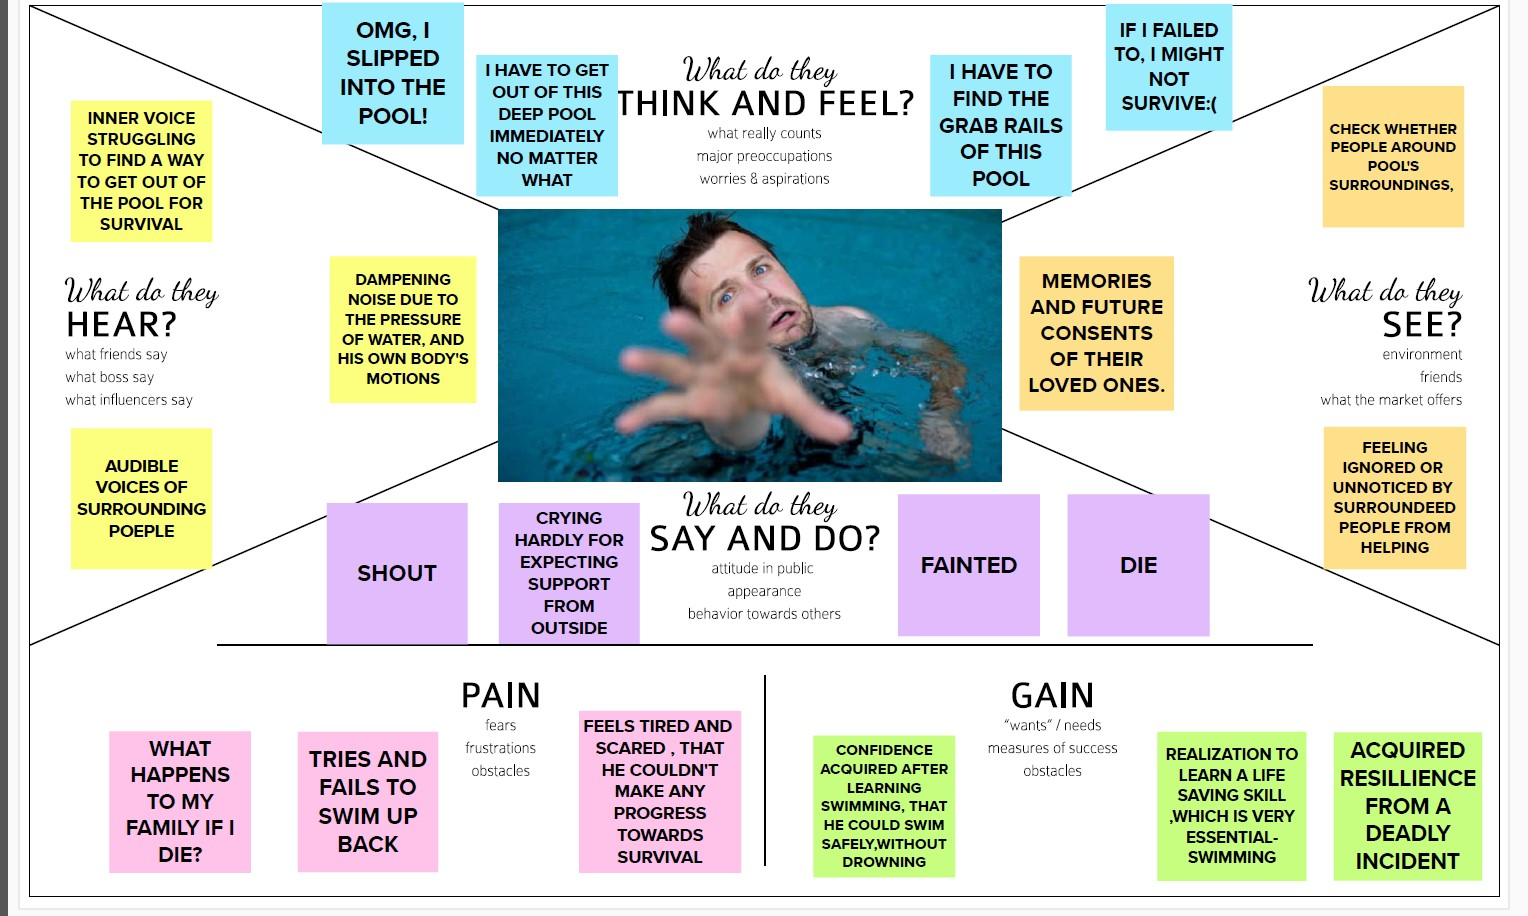 OMG, I
SLIPPED
INTO THE
POOL!
I HAVE TO GET
OUT OF THIS
DEEP POOL
IMMEDIATELY
NO MATTER
WHAT
What do they
THINK AND FEEL?
what really counts
major preoccupations
worries & aspirations
I HAVE TO
FIND THE
GRAB RAILS
OF THIS
POOL
IF I FAILED
TO, I MIGHT
NOT
SURVIVE:(
INNER VOICE
STRUGGLING
TO FIND A WAY
TO GET OUT OF
THE POOL FOR
SURVIVAL
What do they
HEAR?
what friends say
what boss say
what influencers say
DAMPENING
NOISE DUE TO
THE PRESSURE
OF WATER, AND
HIS OWN BODY'S
MOTIONS
AUDIBLE
VOICES OF
SURROUNDING
POEPLE
MEMORIES
AND FUTURE
CONSENTS
OF THEIR
LOVED ONES.
CHECK WHETHER
PEOPLE AROUND
POOL'S
SURROUNDINGS,
What do they
SEE?
environment
friends
what the market offers
FEELING
IGNORED OR
UNNOTICED BY
SURROUNDEED
PEOPLE FROM
HELPING
SHOUT
CRYING
HARDLY FOR
EXPECTING
SUPPORT
FROM
OUTSIDE
What do they
SAY AND DO?
attitude in public
appearance
behavior towards others
FAINTED
DIE
PAIN
fears
frustrations
obstacles
WHAT
HAPPENS
TO MY
FAMILY IF I
DIE?
TRIES AND
FAILS TO
SWIM UP
BACK
FEELS TIRED AND
SCARED , THAT
HE COULDN'T
MAKE ANY
PROGRESS
TOWARDS
SURVIVAL
GAIN
"wants" / needs
measures of success
obstacles
CONFIDENCE
ACQUIRED AFTER
LEARNING
SWIMMING, THAT
HE COULD SWIM
SAFELY,WITHOUT
DROWNING
REALIZATION TO
LEARN A LIFE
SAVING SKILL
,WHICH IS VERY
ESSENTIAL-
SWIMMING
ACQUIRED
RESILLIENCE
FROM A
DEADLY
INCIDENT